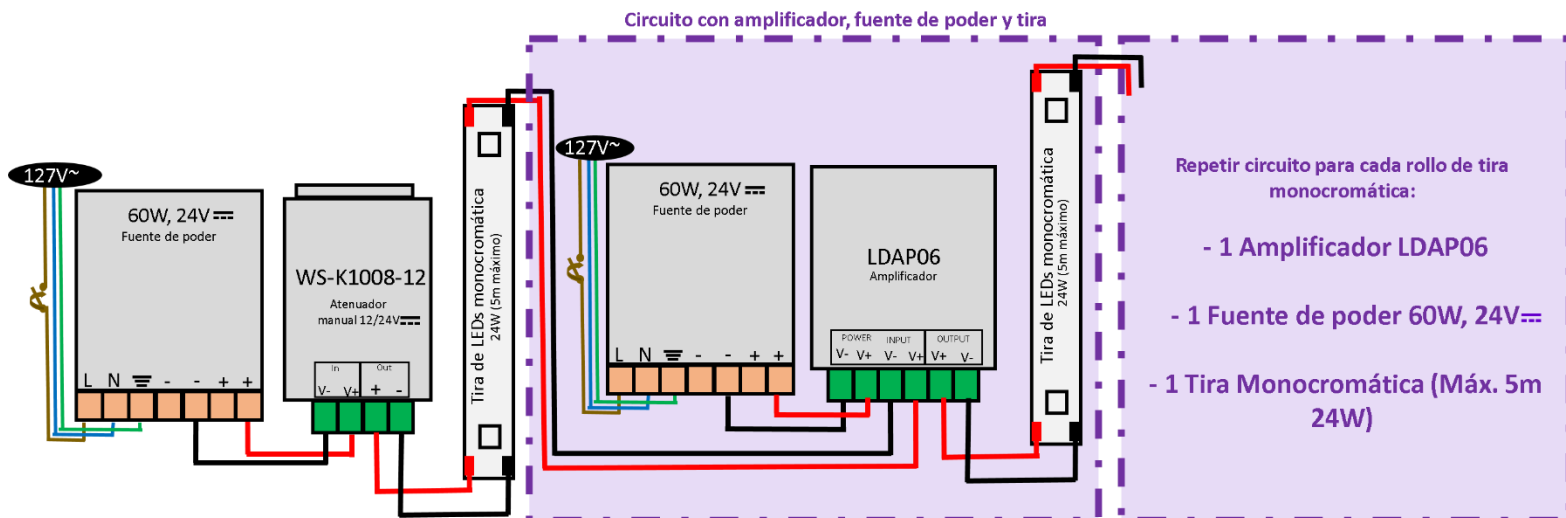 Circuito con amplificador, fuente de poder y tira
127V~
60W, 24V⎓
Fuente de poder
L N - - + +
WS-K1008-12
Atenuador
manual 12/24V⎓
In Out
V- V+ + -
Tira de LEDs monocromática
24W (5m máximo)
127V~
60W, 24V⎓
Fuente de poder
L N - - + +
LDAP06
Amplificador
POWER INPUT OUTPUT
V- V+ V- V+ V+ V-
Tira de LEDs monocromática
24W (5m máximo)
Repetir circuito para cada rollo de tira
monocromática:
- 1 Amplificador LDAP06
- 1 Fuente de poder 60W, 24V⎓
- 1 Tira Monocromática (Máx. 5m
24W)